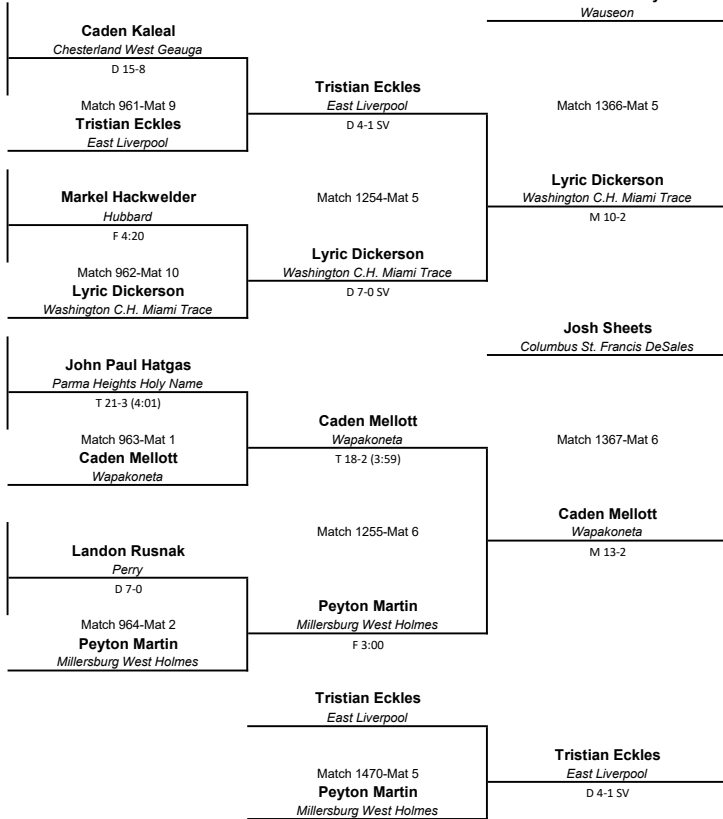 Wauseon
Caden Kaleal
Chesterland West Geauga
D 15-8
Match 961-Mat 9
Tristian Eckles
East Liverpool
Tristian Eckles
East Liverpool
D 4-1 SV
Match 1366-Mat 5
Markel Hackwelder
Hubbard
F 4:20
Match 962-Mat 10
Lyric Dickerson
Washington C.H. Miami Trace
Match 1254-Mat 5
Lyric Dickerson
Washington C.H. Miami Trace
D 7-0 SV
Lyric Dickerson
Washington C.H. Miami Trace
M 10-2
Josh Sheets
Columbus St. Francis DeSales
John Paul Hatgas
Parma Heights Holy Name
T 21-3 (4:01)
Match 963-Mat 1
Caden Mellott
Wapakoneta
Caden Mellott
Wapakoneta
T 18-2 (3:59)
Match 1367-Mat 6
Landon Rusnak
Perry
D 7-0
Match 964-Mat 2
Peyton Martin
Millersburg West Holmes
Match 1255-Mat 6
Peyton Martin
Millersburg West Holmes
F 3:00
Caden Mellott
Wapakoneta
M 13-2
Tristian Eckles
East Liverpool
Match 1470-Mat 5
Peyton Martin
Millersburg West Holmes
Tristian Eckles
East Liverpool
D 4-1 SV